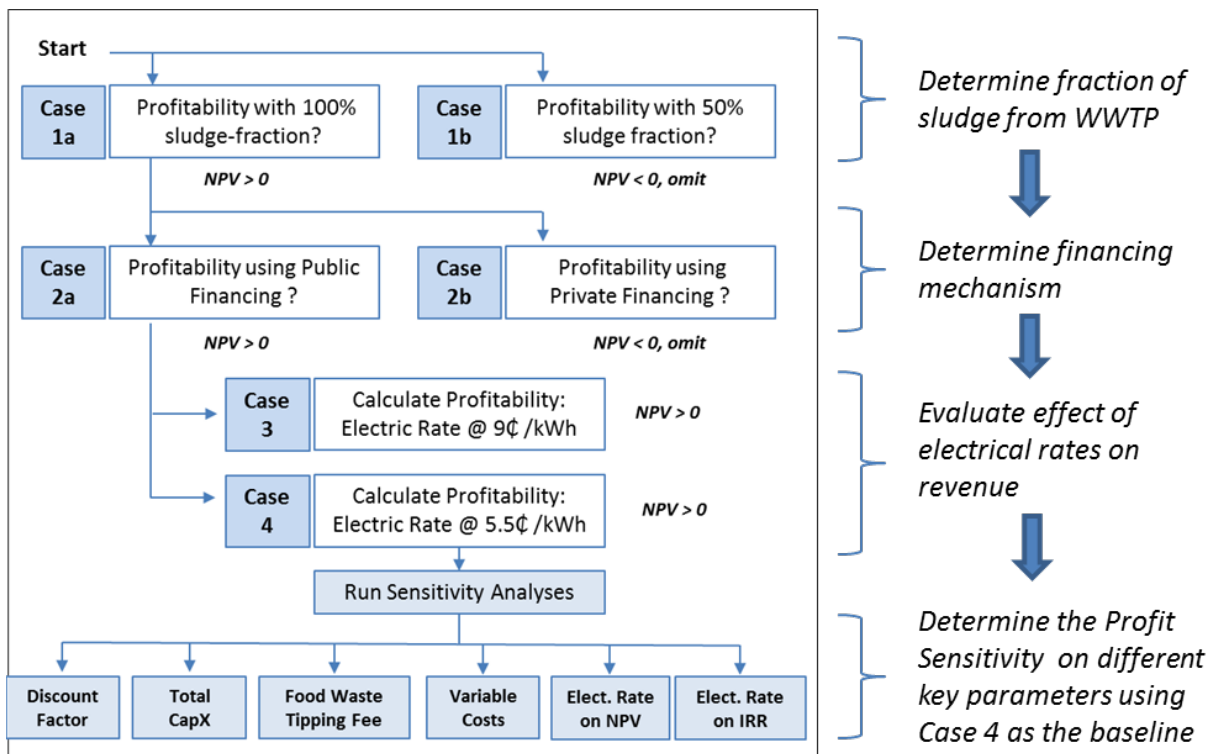 Start
Case
1a
Profitability with 100%
sludge-fraction?
Case
1b
Profitability with 50%
sludge fraction?
NPV > 0
NPV < 0, omit
Determine fraction of
sludge from WWTP
Case
2a
Profitability using Public
Financing ?
Case
2b
Profitability using
Private Financing ?
NPV > 0
NPV < 0, omit
Determine financing
mechanism
Case
3
Calculate Profitability:
Electric Rate @ 9₵ /kWh
NPV > 0
Case
4
Calculate Profitability:
Electric Rate @ 5.5₵ /kWh
NPV > 0
Evaluate effect of
electrical rates on
revenue
Run Sensitivity Analyses
Discount
Factor
Total
CapX
Food Waste
Tipping Fee
Variable
Costs
Elect. Rate
on NPV
Elect. Rate
on IRR
Determine the Profit
Sensitivity on different
key parameters using
Case 4 as the baseline